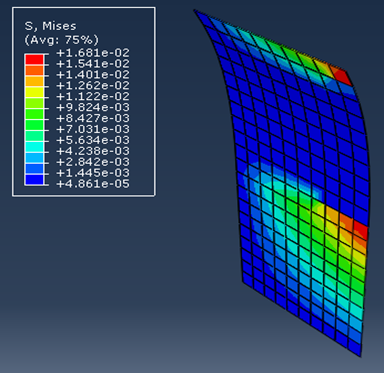 S, Mises
(Avg: 75%)
+1.681e-02
+1.541e-02
+1.401e-02
+1.262e-02
+1.122e-02
+9.824e-03
+8.427e-03
+7.031e-03
+5.634e-03
+4.238e-03
+2.842e-03
+1.445e-03
+4.861e-05